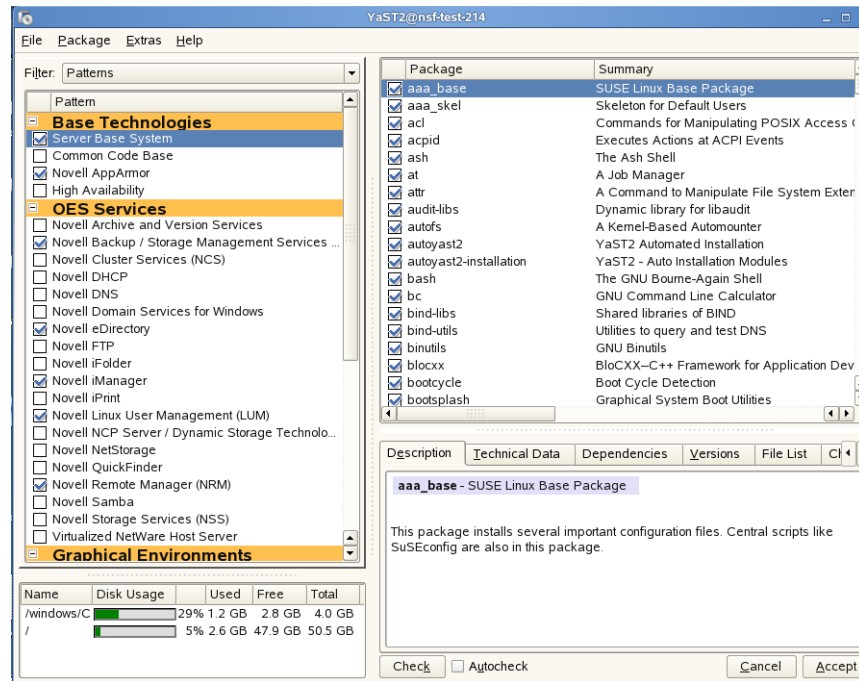 YaST2@nsf-test-214
File Package Extras Help
Filter: Patterns
Pattern
Base Technologies
Server Base System
Common Code Base
Novell AppArmor
High Availability
OES Services
Novell Archive and Version Services
Novell Backup / Storage Management Services ...
Novell Cluster Services (NCS)
Novell DHCP
Novell DNS
Novell Domain Services for Windows
Novell eDirectory
Novell FTP
Novell iFolder
Novell iManager
Novell iPrint
Novell Linux User Management (LUM)
Novell NCP Server / Dynamic Storage Technolo...
Novell NetStorage
Novell QuickFinder
Novell Remote Manager (NRM)
Novell Samba
Novell Storage Services (NSS)
Virtualized NetWare Host Server
Graphical Environments
Name Disk Usage Used Free Total
/windows/C 29% 1.2 GB 2.8 GB 4.0 GB
/ 5% 2.6 GB 47.9 GB 50.5 GB
Package Summary
aaa_base SUSE Linux Base Package
aaa_skel Skeleton for Default Users
acl Commands for Manipulating POSIX Access
acpid Executes Actions at ACPI Events
ash The Ash Shell
at A Job Manager
attr A Command to Manipulate File System Exter
audit-libs Dynamic library for libaudit
autofs A Kernel-Based Automounter
autoyast2 YaST2 Automated Installation
autoyast2-installation YaST2 - Auto Installation Modules
bash The GNU Bourne-Again Shell
bc GNU Command Line Calculator
bind-libs Shared libraries of BIND
bind-utils Utilities to query and test DNS
binutils GNU Binutils
blocxx BloCXX--C++ Framework for Application Dev
bootcycle Boot Cycle Detection
bootsplash Graphical System Boot Utilities
Description Technical Data Dependencies Versions File List Ch
aaa_base - SUSE Linux Base Package
This package installs several important configuration files. Central scripts like
SuSEconfig are also in this package.
Check Autocheck Cancel Accept